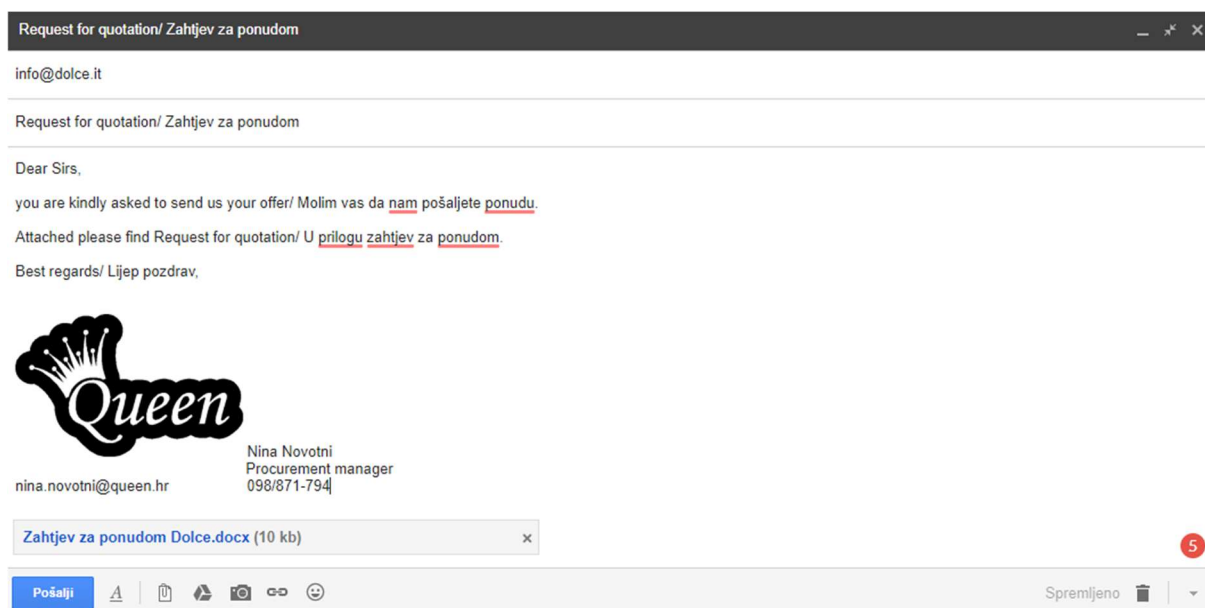 Request for quotation/ Zahtjev za ponudom
info@dolce.it
Request for quotation/ Zahtjev za ponudom
Dear Sirs,
you are kindly asked to send us your offer/ Molim vas da nam pošaljete ponudu.
Attached please find Request for quotation/ U prilogu zahtjev za ponudom.
Best regards/ Lijep pozdrav,
Queen
Nina Novotni
Procurement manager
nina.novotni@queen.hr 098/871-794
Zahtjev za ponudom Dolce.docx (10 kb)
5
Pošalji A Spremljeno